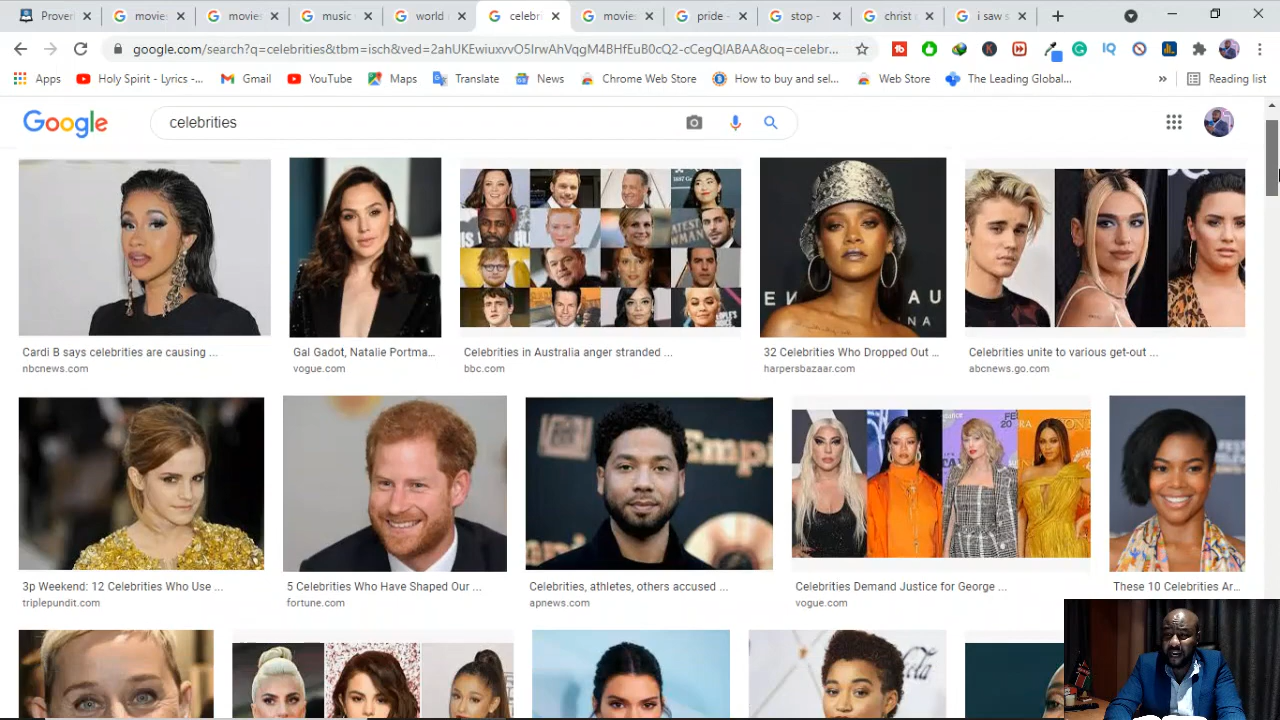 Prover
movies
movies
music v
world
celebri
movies
pride -
stop -
christ c
i saw s
google.com/search?q=celebrities&tbm=isch&ved=2ahUKEwiuxvvO5IrwAhVqgM4BHfEuB0cQ2-cCegQIABAA&oq=celebr...
Apps
Holy Spirit - Lyrics -...
Gmail
YouTube
Maps
Translate
News
Chrome Web Store
How to buy and sel...
Web Store
The Leading Global...
»
Reading list
Google
celebrities
Cardi B says celebrities are causing ...
nbcnews.com
Gal Gadot, Natalie Portma...
vogue.com
Celebrities in Australia anger stranded ...
bbc.com
32 Celebrities Who Dropped Out ...
harpersbazaar.com
Celebrities unite to various get-out ...
abcnews.go.com
Empi
3p Weekend: 12 Celebrities Who Use ...
triplepundit.com
5 Celebrities Who Have Shaped Our ...
fortune.com
Celebrities, athletes, others accused ...
apnews.com
Celebrities Demand Justice for George ...
vogue.com
These 10 Celebrities Ar...